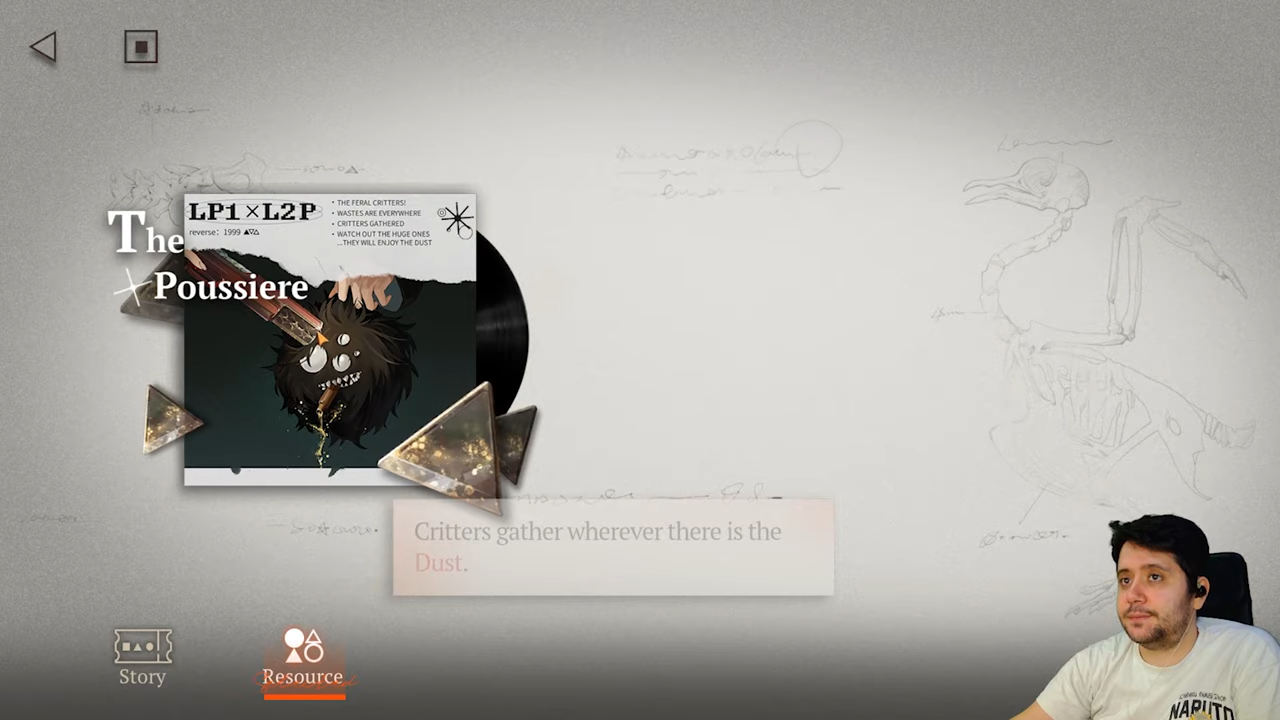 LP1×L2P
reverse: 1999
• THE FERAL CRITTERS!
• WASTES ARE EVERYWHERE
• CRITTERS GATHERED
• WATCH OUT THE HUGE ONES
...THEY WILL ENJOY THE DUST
The
Poussiere
Critters gather wherever there is the
Dust.
Story
Resource
NARUTO